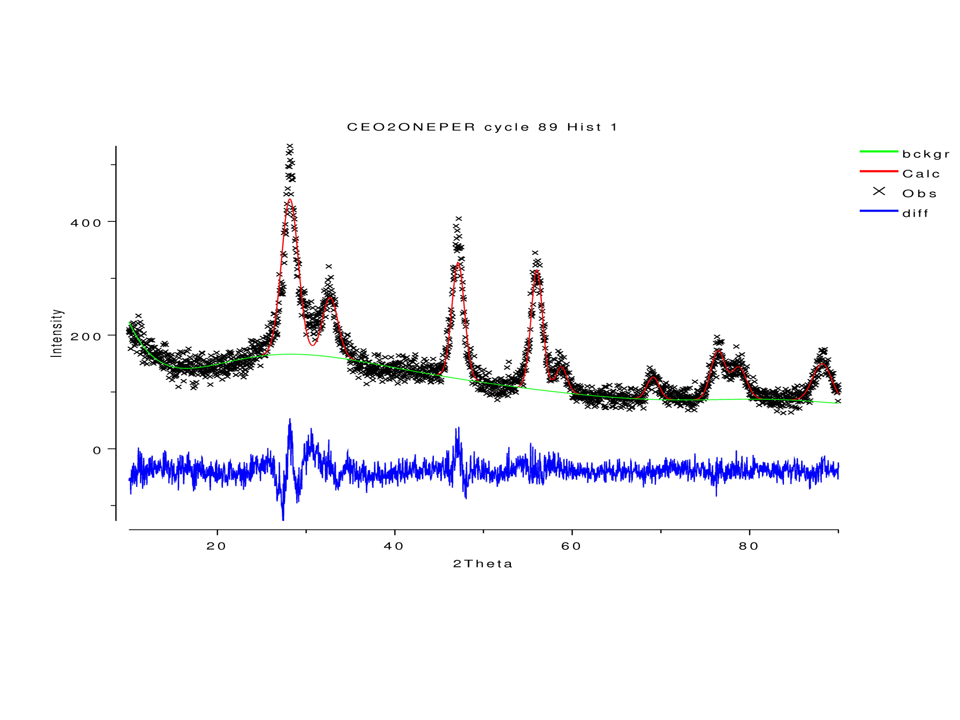 CEO2ONEPER cycle 89 Hist 1
bckgr
Calc
Obs
diff
Intensity
400
200
0
20 40 60 80
2Theta